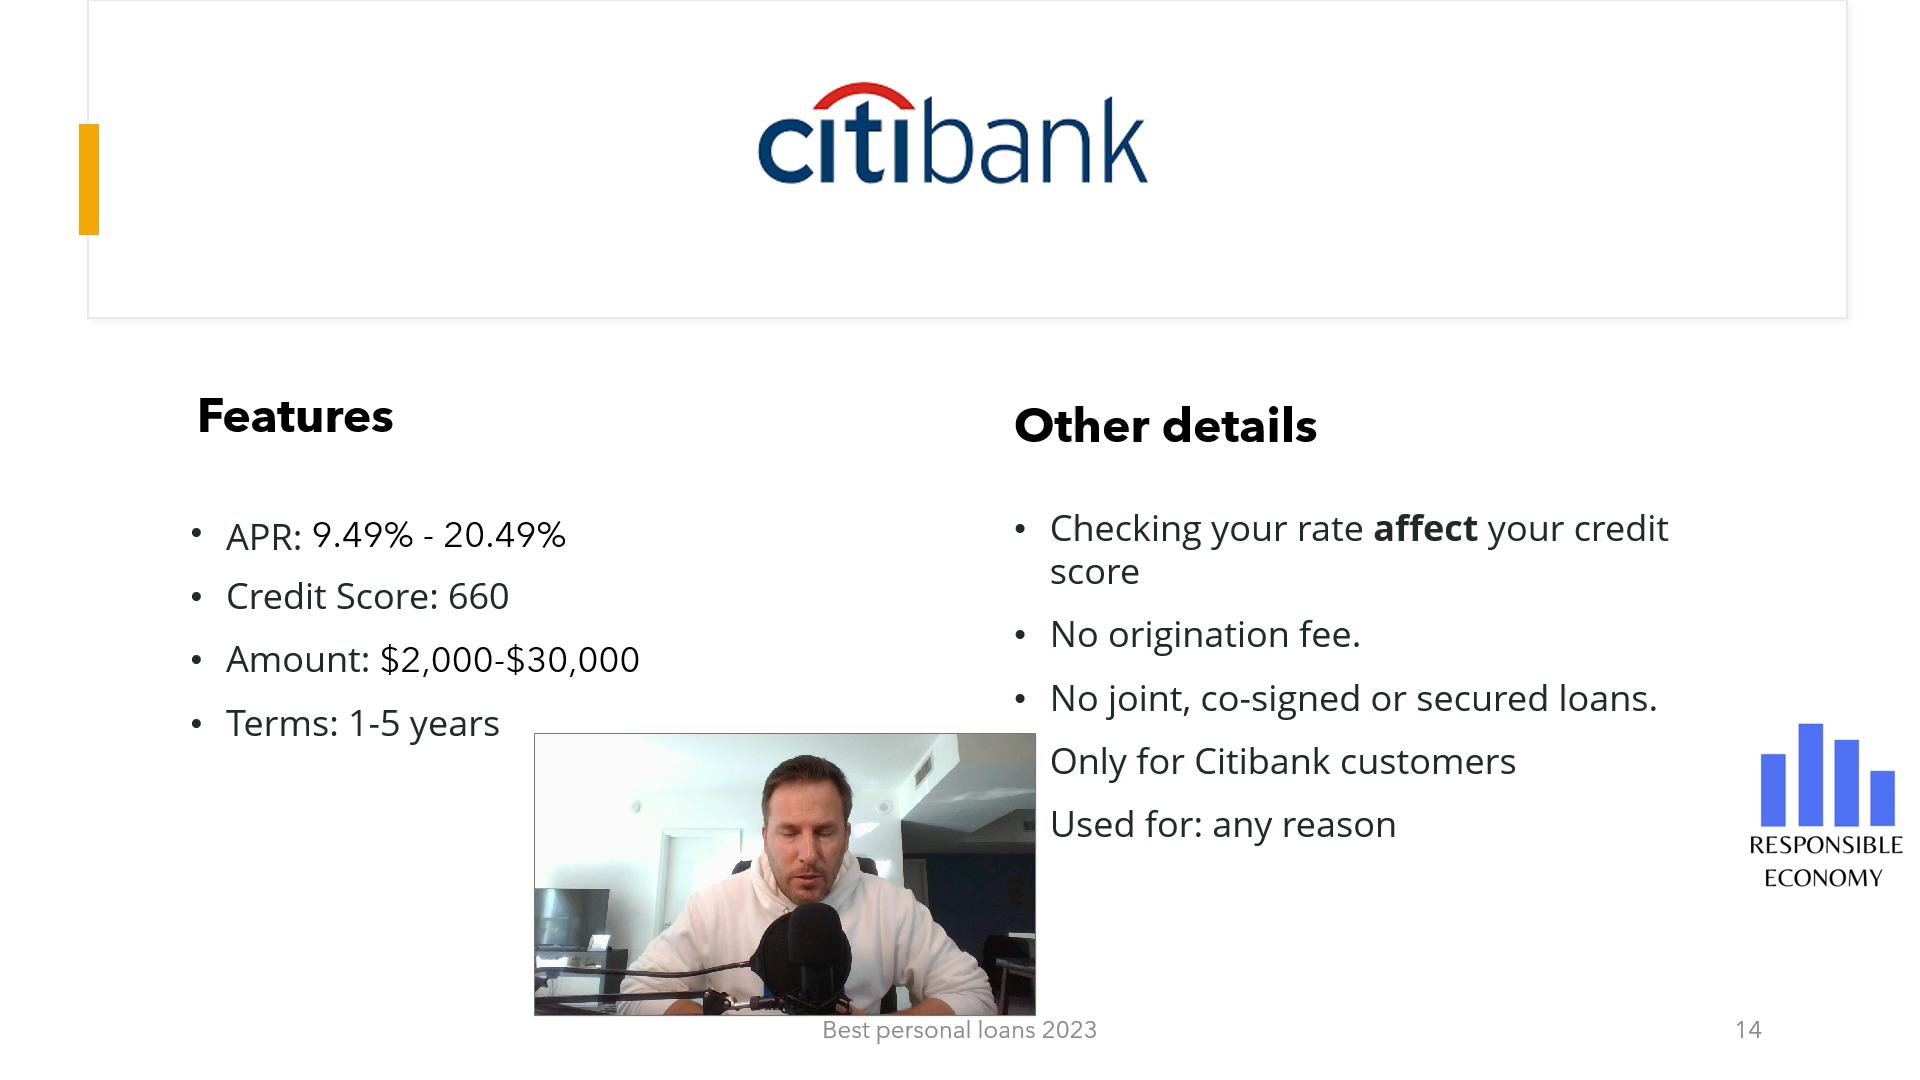 citibank
Features
• APR: 9.49% - 20.49%
• Credit Score: 660
• Amount: $2,000-$30,000
• Terms: 1-5 years
Other details
• Checking your rate affect your credit
score
• No origination fee.
• No joint, co-signed or secured loans.
Only for Citibank customers
Used for: any reason
RESPONSIBLE
ECONOMY
Best personal loans 2023
14